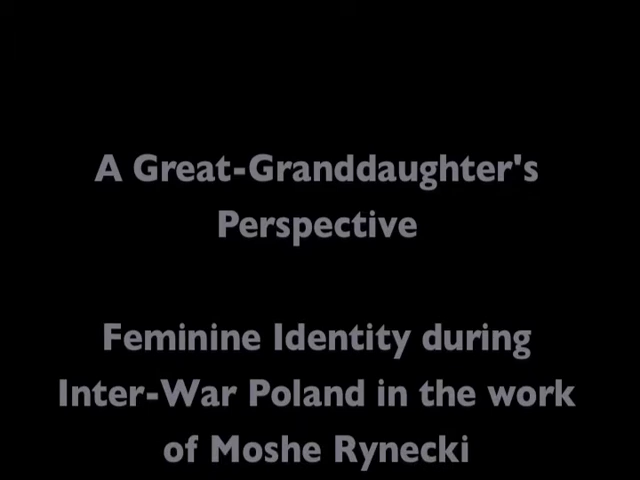 A Great-Granddaughter's
Perspective
Feminine Identity during
Inter-War Poland in the work
of Moshe Rynecki